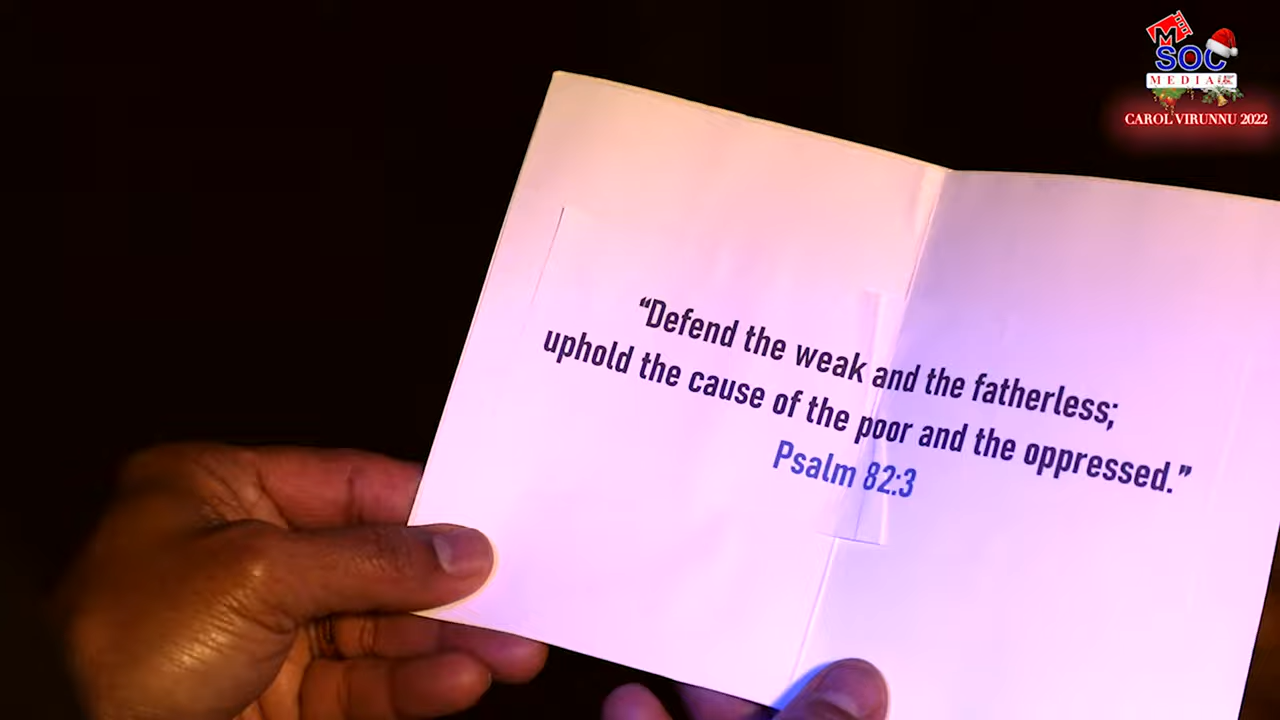 “Defend the weak and the fatherless;
uphold the cause of the poor and the oppressed.”
Psalm 82:3
M
SOC
MEDIA
CAROL VIRUNNU 2022